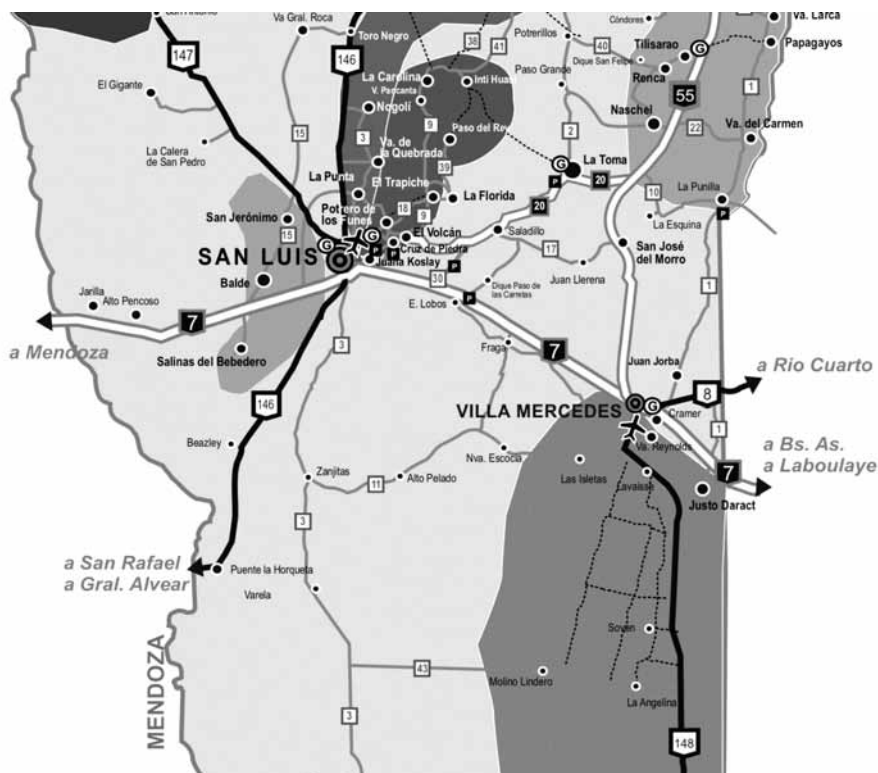 San Antonio
Va Gral. Roca
Toro Negro
Potrerillos
Cóndores
Va. Larca
Papagayos
Tilisarao
Dique San Felipe
Renca
147
146
38
41
40
55
El Gigante
La Carolina
V. Pancanta
Inti Huasi
Paso Grande
Nogolí
Naschel
1
22
Va. del Carmen
La Calera
de San Pedro
15
3
9
Paso del Rey
2
Va. de
la Quebrada
39
G
La Toma
P
20
La Punta
El Trapiche
La Florida
10
La Punilla
San Jerónimo
Potrero de
los Funes
18
9
20
La Esquina
P
15
El Volcán
Saladillo
San José
del Morro
SAN LUIS
G
G
Cruz de Piedra
Juana Koslay
P
P
P
30
17
Juan Llerena
Balde
Dique Paso de
las Carretas
1
Jarilla
Alto Pencoso
E. Lobos
P
7
a Mendoza
3
Fraga
7
Juan Jorba
Salinas del Bebedero
8
a Rio Cuarto
146
VILLA MERCEDES
G
Cramer
1
Beazley
Va. Reynolds
a Bs. As.
a Laboulaye
Nva. Escocia
Zanjitas
11
Alto Pelado
Las Isletas
Lavaisse
7
Justo Daract
3
a San Rafael
a Gral. Alvear
Puente la Horqueta
Varela
Soven
MENDOZA
43
Molino Lindero
La Angelina
3
148